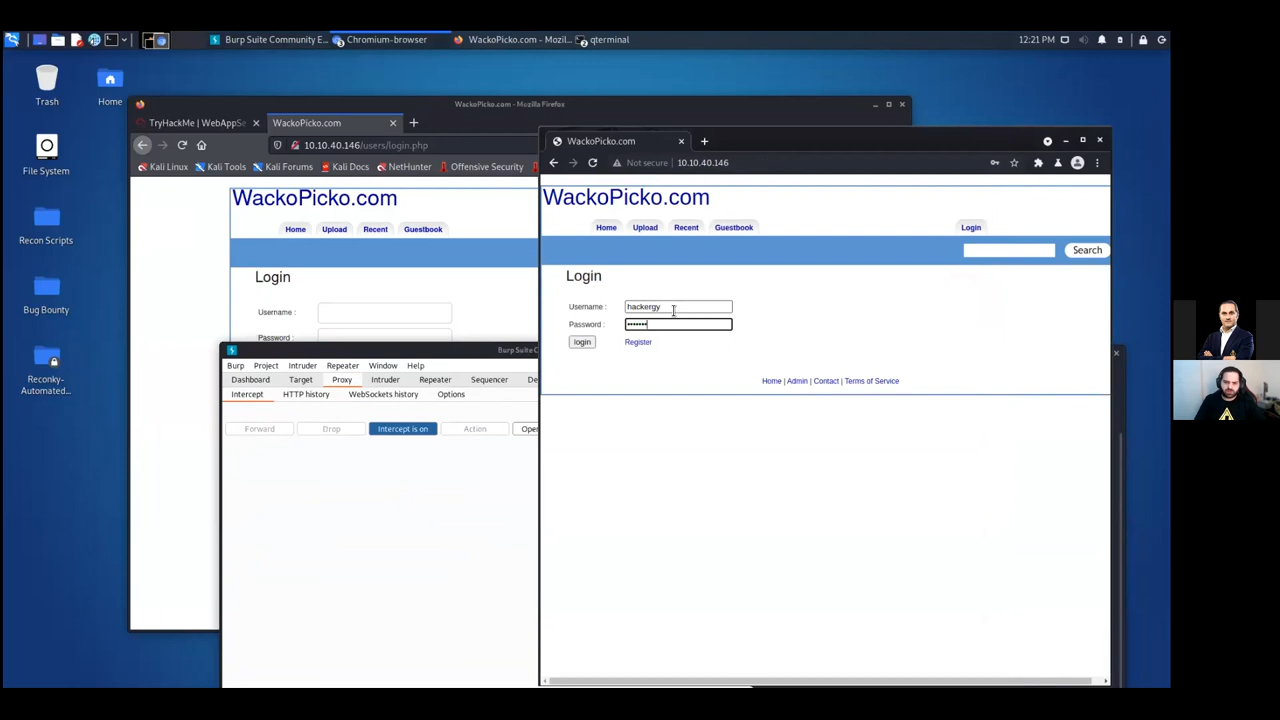 Burp Suite Community E...
Chromium-browser
WackoPicko.com - Mozil...
qterminal
12:21 PM
Trash
Home
File System
Recon Scripts
Bug Bounty
Reconky-
Automated...
WackoPicko.com - Mozilla Firefox
TryHackMe | WebAppSe
WackoPicko.com
10.10.40.146/users/login.php
Kali Linux
Kali Tools
Kali Forums
Kali Docs
NetHunter
Offensive Security
WackoPicko.com
Home
Upload
Recent
Guestbook
Login
Username :
Password :
WackoPicko.com
Not secure
10.10.40.146
WackoPicko.com
Home
Upload
Recent
Guestbook
Login
Search
Login
Username :
hackergy
Password :
•••••••
login
Register
Home | Admin | Contact | Terms of Service
Burp Suite C
Burp
Project
Intruder
Repeater
Window
Help
Dashboard
Target
Proxy
Intruder
Repeater
Sequencer
De
Intercept
HTTP history
WebSockets history
Options
Forward
Drop
Intercept is on
Action
Open